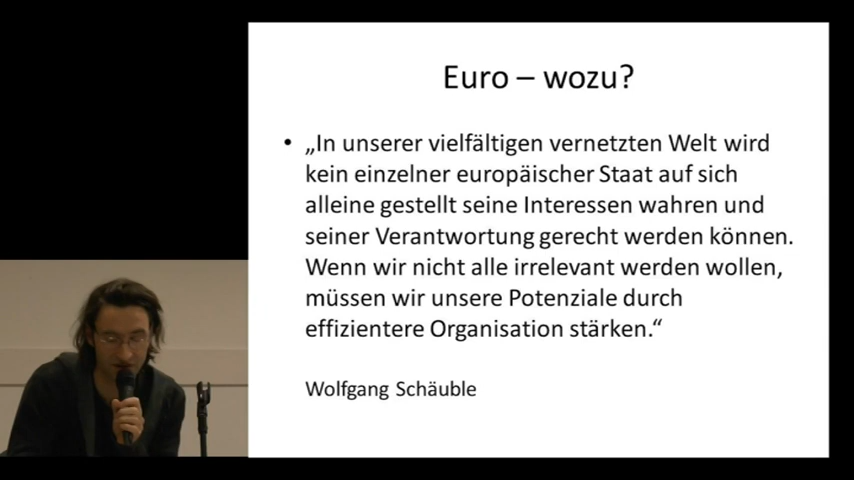 Euro – wozu?
• „In unserer vielfältigen vernetzten Welt wird
kein einzelner europäischer Staat auf sich
alleine gestellt seine Interessen wahren und
seiner Verantwortung gerecht werden können.
Wenn wir nicht alle irrelevant werden wollen,
müssen wir unsere Potenziale durch
effizientere Organisation stärken.“
Wolfgang Schäuble